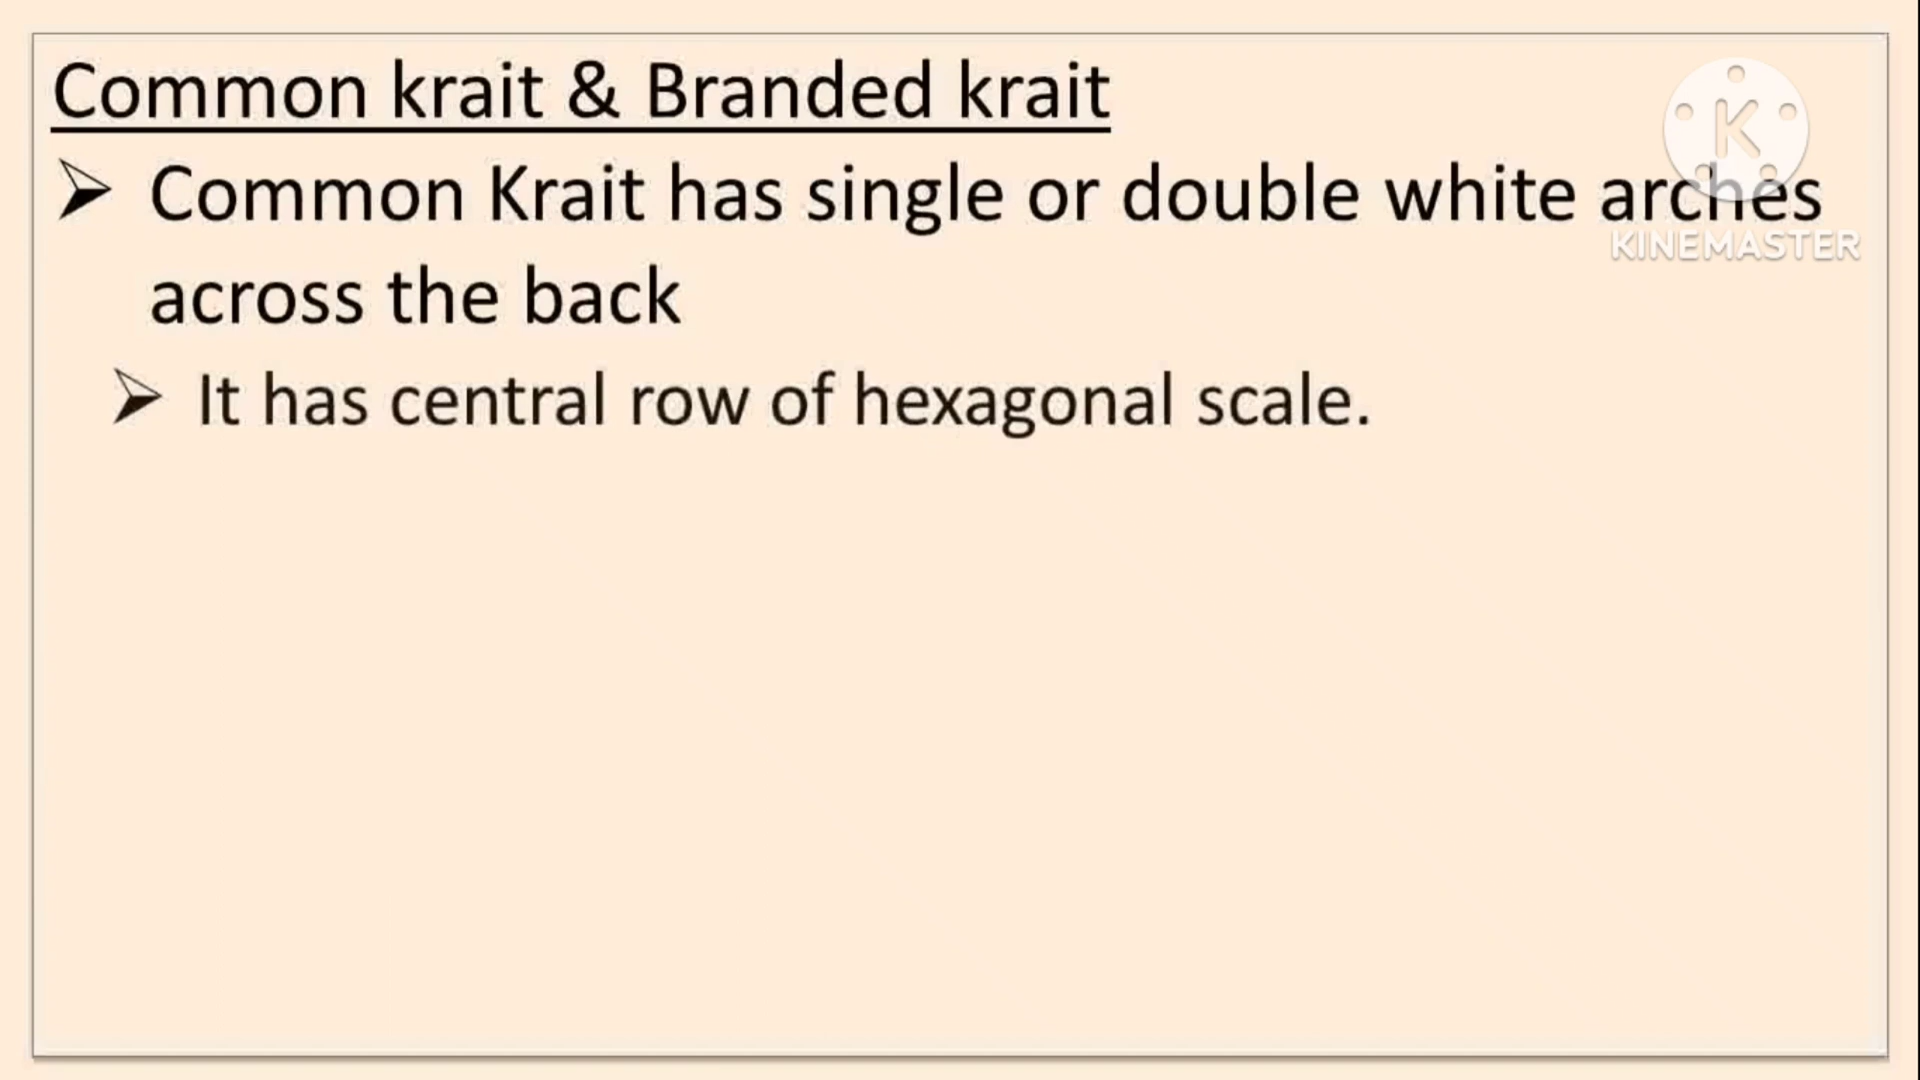 Common krait & Branded krait
➢ Common Krait has single or double white arches
across the back
➢ It has central row of hexagonal scale.
K
KINEMASTER